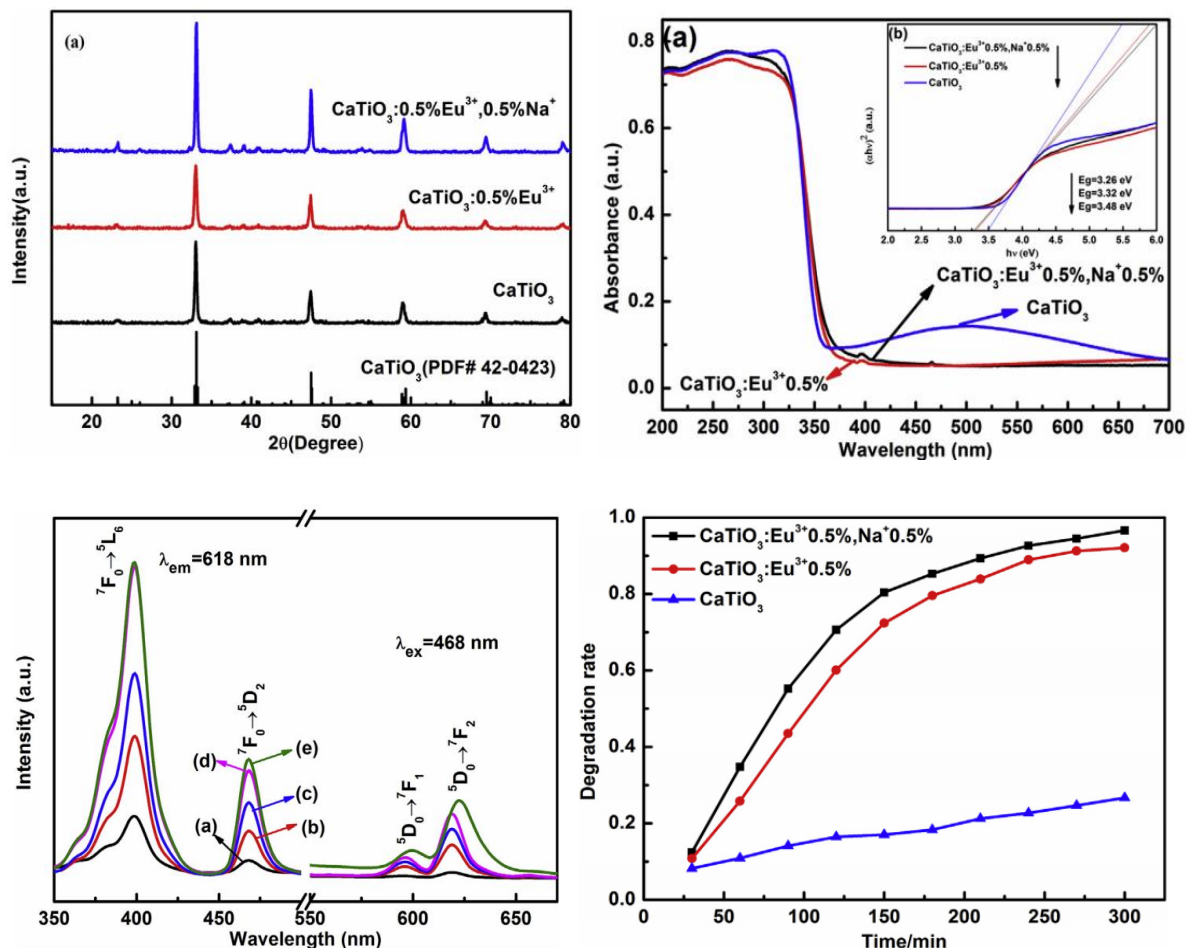 (a)
CaTiO₃:0.5%Eu³⁺,0.5%Na⁺
CaTiO₃:0.5%Eu³⁺
CaTiO₃
CaTiO₃(PDF# 42-0423)
Intensity(a.u.)
20 30 40 50 60 70 80
2θ(Degree)
(a)
0.8
0.6
0.4
0.2
0.0
Absorbance (a.u.)
(b)
CaTiO₃:Eu³⁺0.5%,Na⁺0.5%
CaTiO₃:Eu³⁺0.5%
CaTiO₃
(αhν)² (a.u.)
Eg=3.26 eV
Eg=3.32 eV
Eg=3.48 eV
2.0 2.5 3.0 3.5 4.0 4.5 5.0 5.5 6.0
hν (eV)
CaTiO₃:Eu³⁺0.5%,Na⁺0.5%
CaTiO₃
CaTiO₃:Eu³⁺0.5%
200 250 300 350 400 450 500 550 600 650 700
Wavelength (nm)
⁷F₀→⁵L₆
λem=618 nm
λex=468 nm
⁷F₀→⁵D₂
⁵D₀→⁷F₁
⁵D₀→⁷F₂
(d)
(e)
(c)
(a)
(b)
Intensity (a.u.)
350 400 450 600 650
Wavelength (nm)
1.0
0.8
0.6
0.4
0.2
0.0
Degradation rate
CaTiO₃:Eu³⁺0.5%,Na⁺0.5%
CaTiO₃:Eu³⁺0.5%
CaTiO₃
0 50 100 150 200 250 300
Time/min